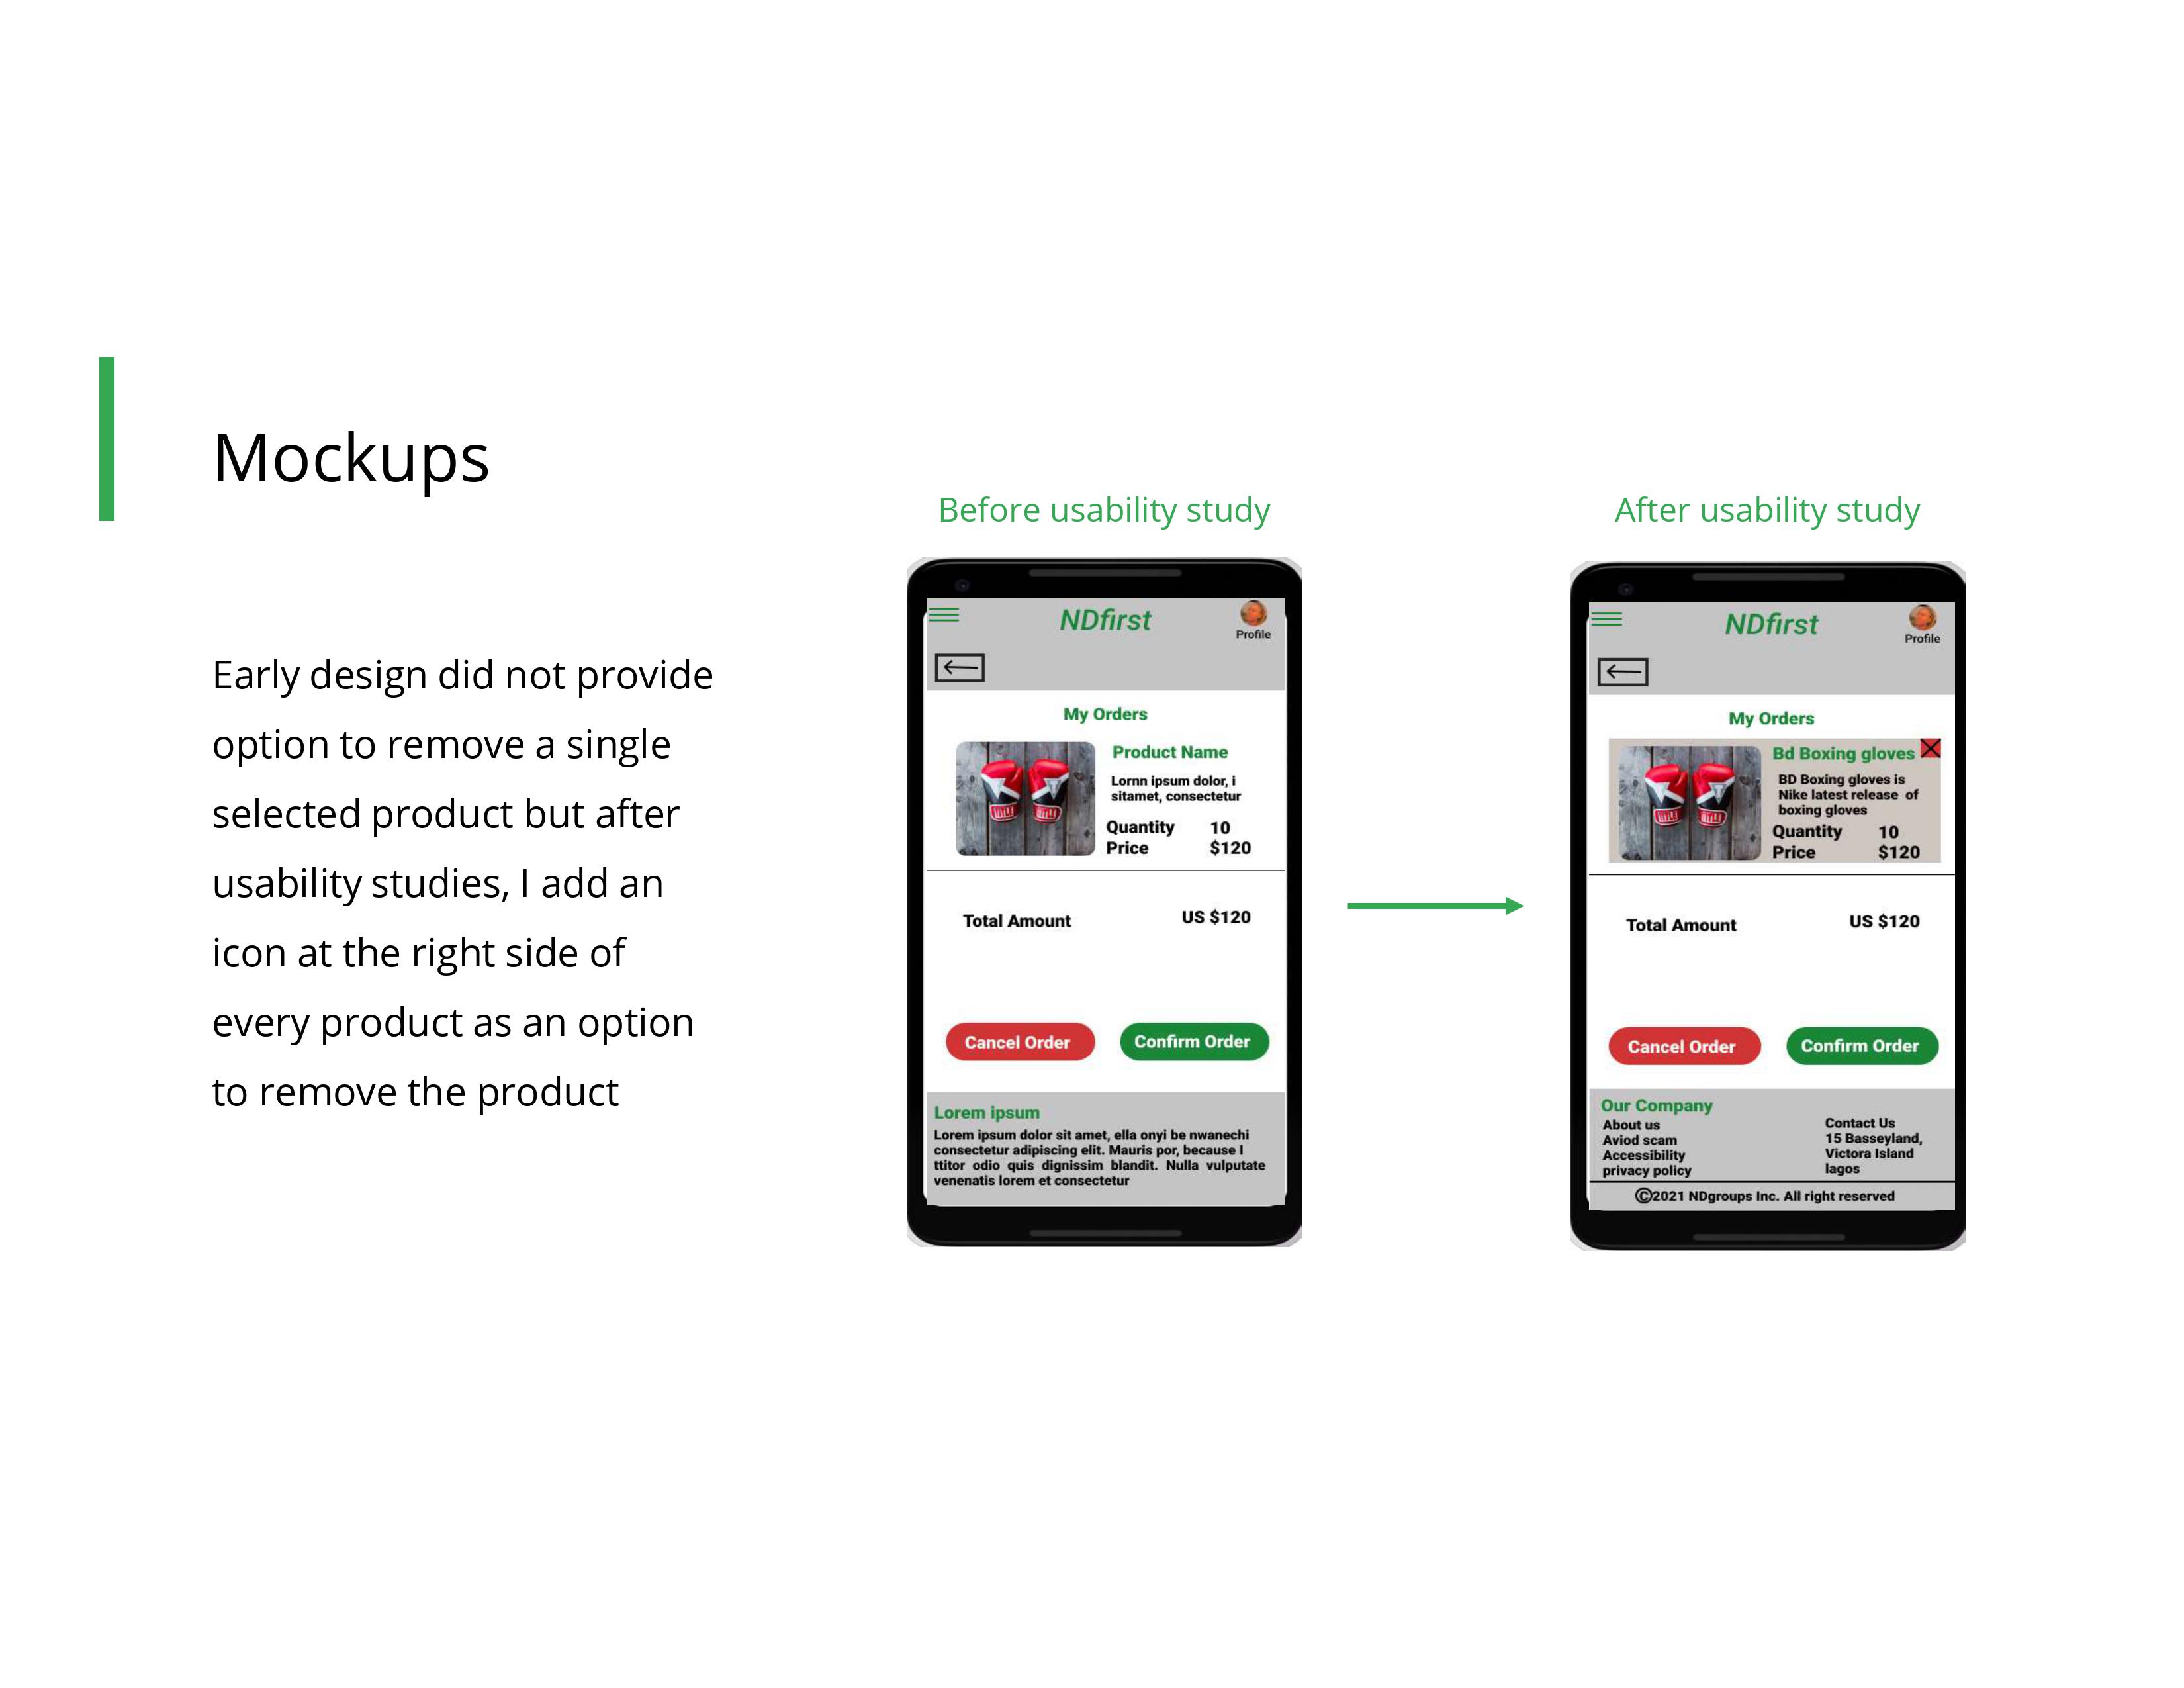 Mockups
Early design did not provide
option to remove a single
selected product but after
usability studies, I add an
icon at the right side of
every product as an option
to remove the product
Before usability study
NDfirst
Profile
My Orders
Product Name
Lornn ipsum dolor, i
sitamet, consectetur
Quantity 10
Price $120
Total Amount US $120
Cancel Order Confirm Order
Lorem ipsum
Lorem ipsum dolor sit amet, ella onyi be nwanechi
consectetur adipiscing elit. Mauris por, because I
ttitor odio quis dignissim blandit. Nulla vulputate
venenatis lorem et consectetur
After usability study
NDfirst
Profile
My Orders
Bd Boxing gloves
BD Boxing gloves is
Nike latest release of
boxing gloves
Quantity 10
Price $120
Total Amount US $120
Cancel Order Confirm Order
Our Company
About us
Aviod scam
Accessibility
privacy policy
Contact Us
15 Basseyland,
Victora Island
lagos
©2021 NDgroups Inc. All right reserved